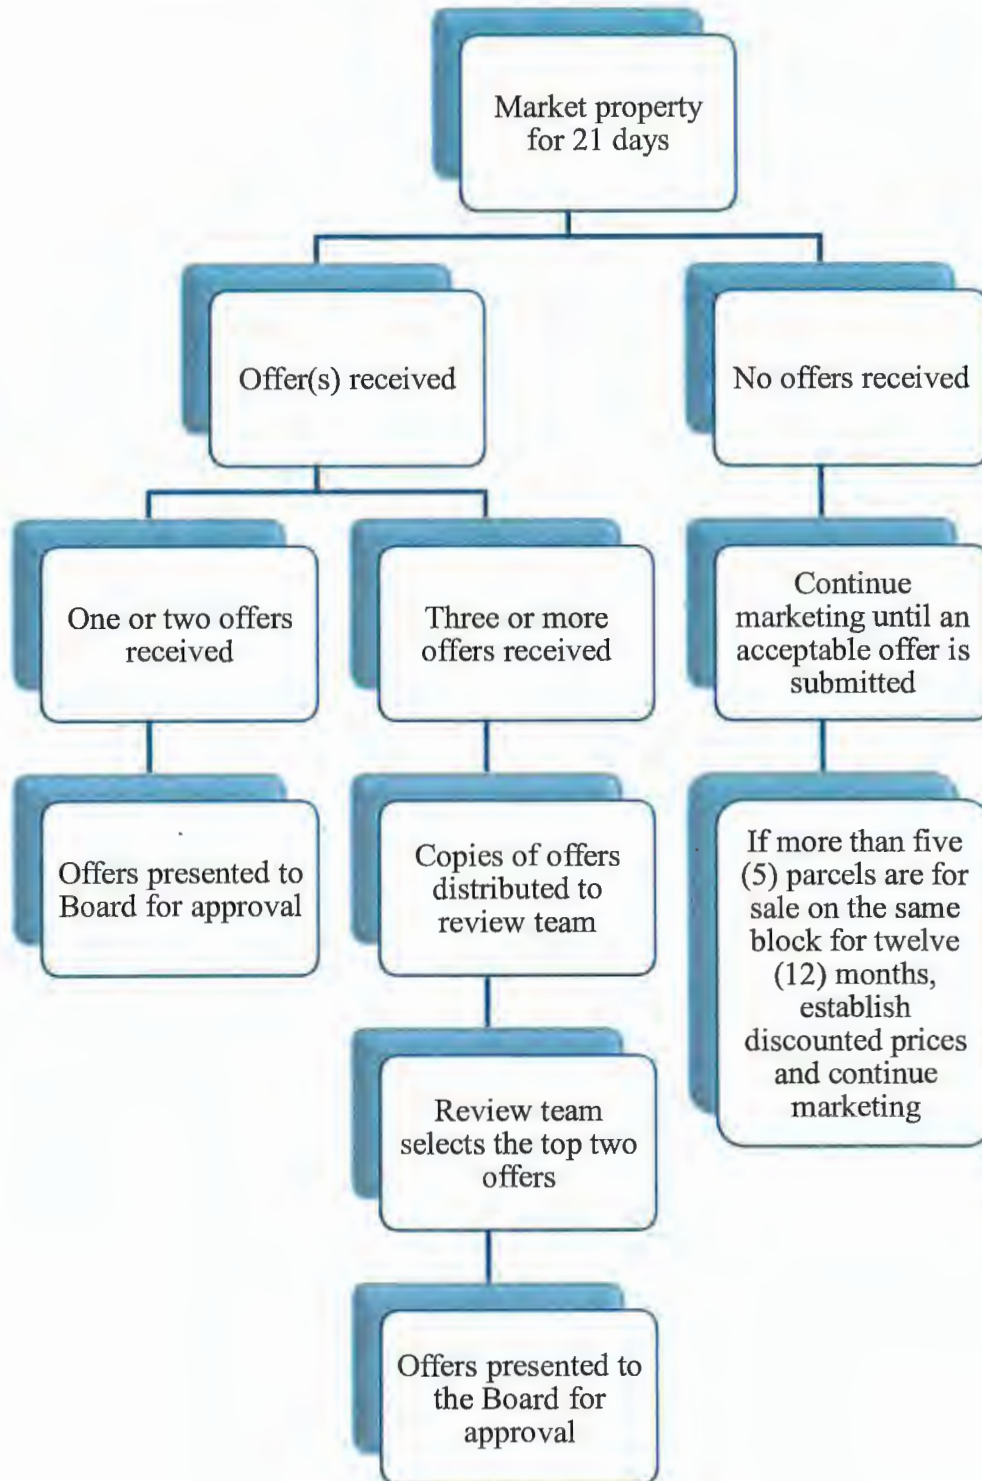 Market property
for 21 days
Offer(s) received
No offers received
One or two offers
received
Three or more
offers received
Continue
marketing until an
acceptable offer is
submitted
Offers presented to
Board for approval
Copies of offers
distributed to
review team
If more than five
(5) parcels are for
sale on the same
block for twelve
(12) months,
establish
discounted prices
and continue
marketing
Review team
selects the top two
offers
Offers presented to
the Board for
approval